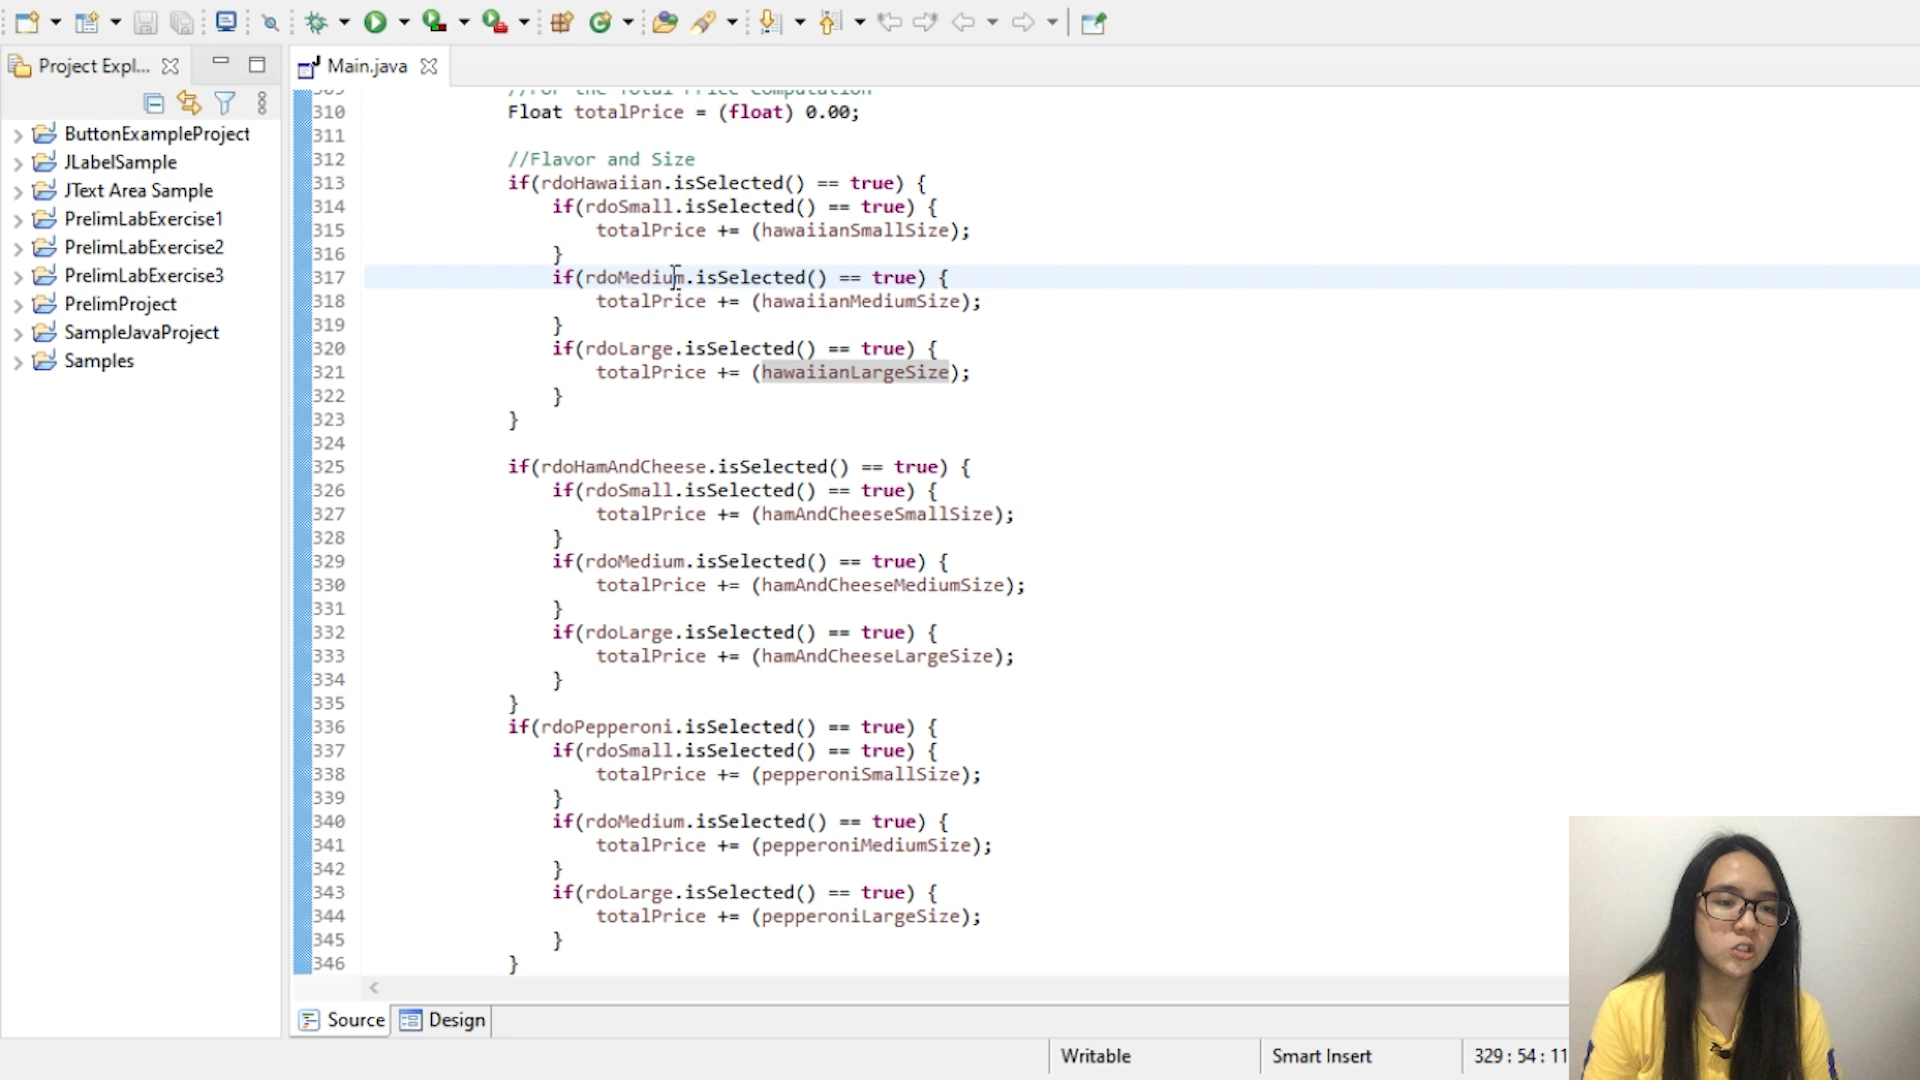 Project Expl...
Main.java
ButtonExampleProject
JLabelSample
JText Area Sample
PrelimLabExercise1
PrelimLabExercise2
PrelimLabExercise3
PrelimProject
SampleJavaProject
Samples
309 //For the Total Price Computation
310 Float totalPrice = (float) 0.00;
311
312 //Flavor and Size
313 if(rdoHawaiian.isSelected() == true) {
314 if(rdoSmall.isSelected() == true) {
315 totalPrice += (hawaiianSmallSize);
316 }
317 if(rdoMedium.isSelected() == true) {
318 totalPrice += (hawaiianMediumSize);
319 }
320 if(rdoLarge.isSelected() == true) {
321 totalPrice += (hawaiianLargeSize);
322 }
323 }
324
325 if(rdoHamAndCheese.isSelected() == true) {
326 if(rdoSmall.isSelected() == true) {
327 totalPrice += (hamAndCheeseSmallSize);
328 }
329 if(rdoMedium.isSelected() == true) {
330 totalPrice += (hamAndCheeseMediumSize);
331 }
332 if(rdoLarge.isSelected() == true) {
333 totalPrice += (hamAndCheeseLargeSize);
334 }
335 }
336 if(rdoPepperoni.isSelected() == true) {
337 if(rdoSmall.isSelected() == true) {
338 totalPrice += (pepperoniSmallSize);
339 }
340 if(rdoMedium.isSelected() == true) {
341 totalPrice += (pepperoniMediumSize);
342 }
343 if(rdoLarge.isSelected() == true) {
344 totalPrice += (pepperoniLargeSize);
345 }
346 }
Source Design
Writable Smart Insert 329 : 54 : 11